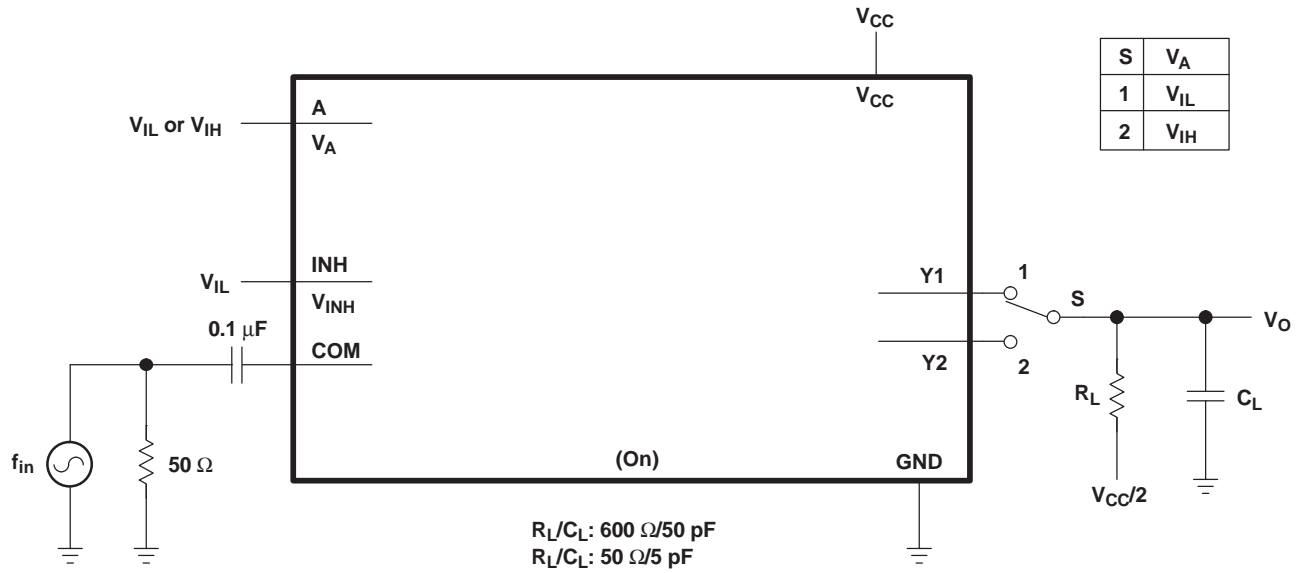 VCC
S VA
1 VIL
2 VIH
VCC
A
VIL or VIH
VA
INH
VIL
VINH
Y1
1
S
VO
0.1 μF
COM
Y2
2
RL
CL
fin
50 Ω
(On)
GND
VCC/2
RL/CL: 600 Ω/50 pF
RL/CL: 50 Ω/5 pF